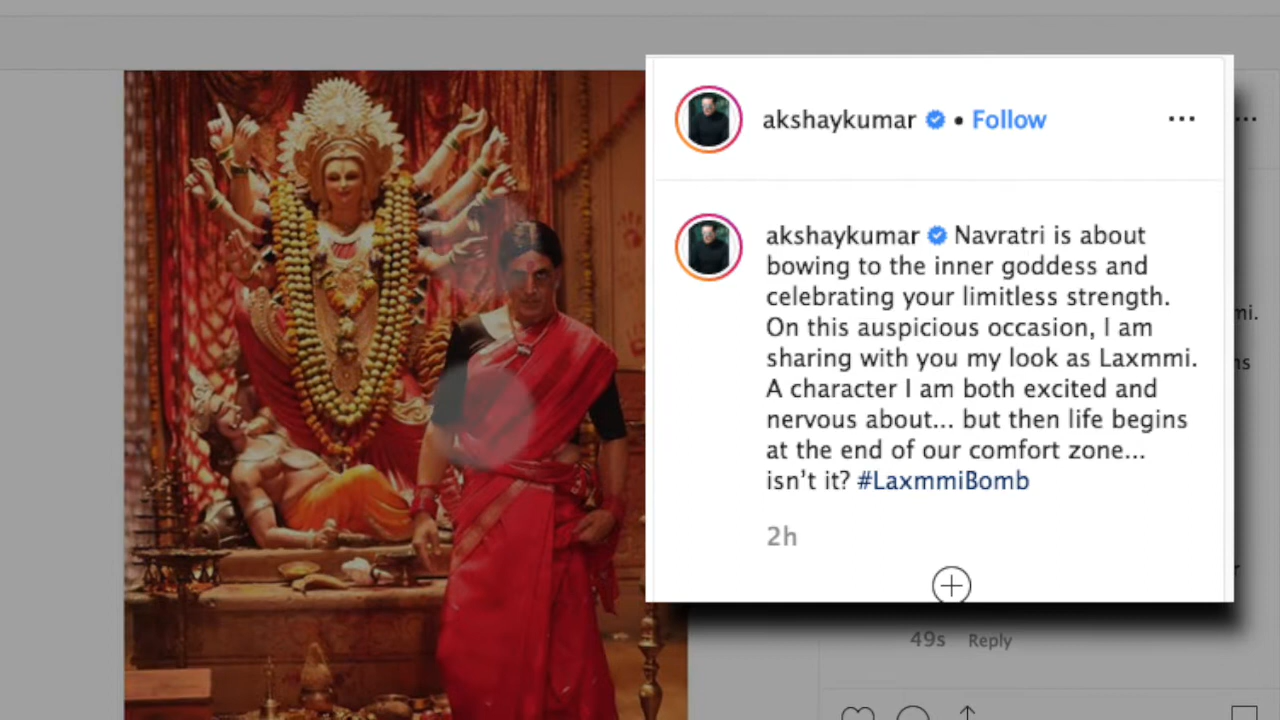 akshaykumar • Follow
akshaykumar Navratri is about
bowing to the inner goddess and
celebrating your limitless strength.
On this auspicious occasion, I am
sharing with you my look as Laxmmi.
A character I am both excited and
nervous about... but then life begins
at the end of our comfort zone...
isn't it? #LaxmmiBomb
2h
mi.
49s Reply